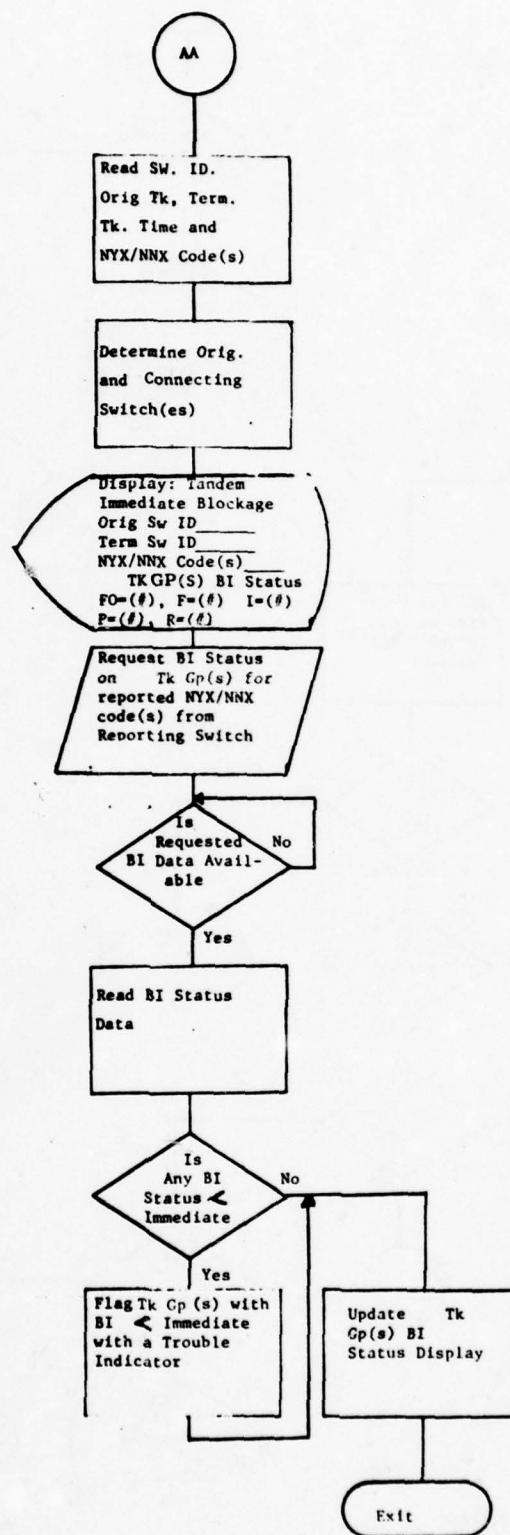 AA
Read SW. ID.
Orig Tk, Term.
Tk. Time and
NYX/NNX Code(s)
Determine Orig.
and Connecting
Switch(es)
Display: Tandem
Immediate Blockage
Orig Sw ID
Term Sw ID
NYX/NNX Code(s)
TKGP(S) BI Status
FO=(#), F=(#) I=(#)
P=(#), R=(#)
Request BI Status
on Tk Gp(s) for
reported NYX/NNX
code(s) from
Reporting Switch
Is
Requested No
BI Data Avail-
able
Yes
Read BI Status
Data
Is
Any BI No
Status <
Immediate
Yes
Flag Tk Gp (s) with
BI < Immediate
with a Trouble
Indicator
Update Tk
Gp(s) BI
Status Display
Exit